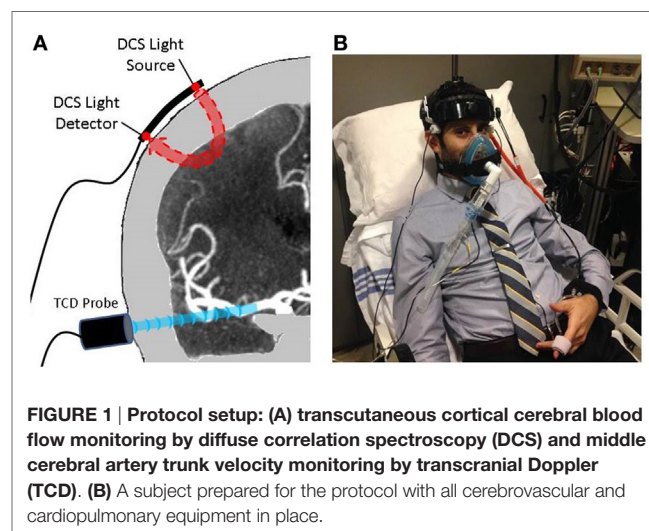 A
B
DCS Light
Source
DCS Light
Detector
TCD Probe
FIGURE 1 | Protocol setup: (A) transcutaneous cortical cerebral blood
flow monitoring by diffuse correlation spectroscopy (DCS) and middle
cerebral artery trunk velocity monitoring by transcranial Doppler
(TCD). (B) A subject prepared for the protocol with all cerebrovascular and
cardiopulmonary equipment in place.